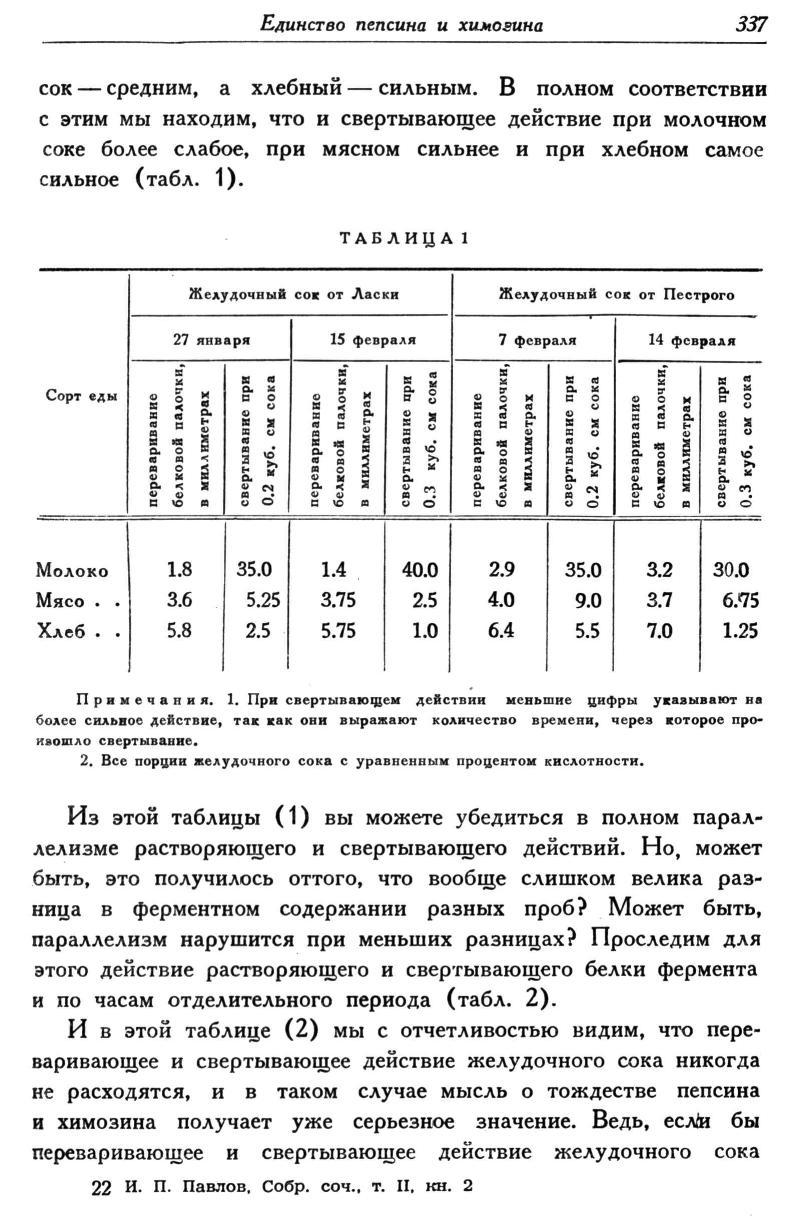 Единство пепсина и химозина 337
сок — средним, а хлебный — сильным. В полном соответствии
с этим мы находим, что и свертывающее действие при молочном
соке более слабое, при мясном сильнее и при хлебном самое
сильное (табл. 1).
ТАБЛИЦА 1
Сорт еды
Желудочный сок от Ласки
Желудочный сок от Пестрого
27 января
15 февраля
7 февраля
14 февраля
переваривание
белковой палочки,
в миллиметрах
свертывание при
0.2 куб. см сока
переваривание
белковой палочки,
в миллиметрах
свертывание при
0.3 куб. см сока
переваривание
белковой палочки,
в миллиметрах
свертывание при
0.2 куб. см сока
переваривание
белковой палочки,
в миллиметрах
свертывание при
0.3 куб. см сока
Молоко 1.8 35.0 1.4 40.0 2.9 35.0 3.2 30.0
Мясо . . 3.6 5.25 3.75 2.5 4.0 9.0 3.7 6.75
Хлеб . . 5.8 2.5 5.75 1.0 6.4 5.5 7.0 1.25
Примечания. 1. При свертывающем действии меньшие цифры указывают на
более сильное действие, так как они выражают количество времени, через которое про-
изошло свертывание.
2. Все порции желудочного сока с уравненным процентом кислотности.
Из этой таблицы (1) вы можете убедиться в полном парал-
лелизме растворяющего и свертывающего действий. Но, может
быть, это получилось оттого, что вообще слишком велика раз-
ница в ферментном содержании разных проб? Может быть,
параллелизм нарушится при меньших разницах? Проследим для
этого действие растворяющего и свертывающего белки фермента
и по часам отделительного периода (табл. 2).
И в этой таблице (2) мы с отчетливостью видим, что пере-
варивающее и свертывающее действие желудочного сока никогда
не расходятся, и в таком случае мысль о тождестве пепсина
и химозина получает уже серьезное значение. Ведь, если бы
переваривающее и свертывающее действие желудочного сока
22 И. П. Павлов, Собр. соч., т. II, кн. 2